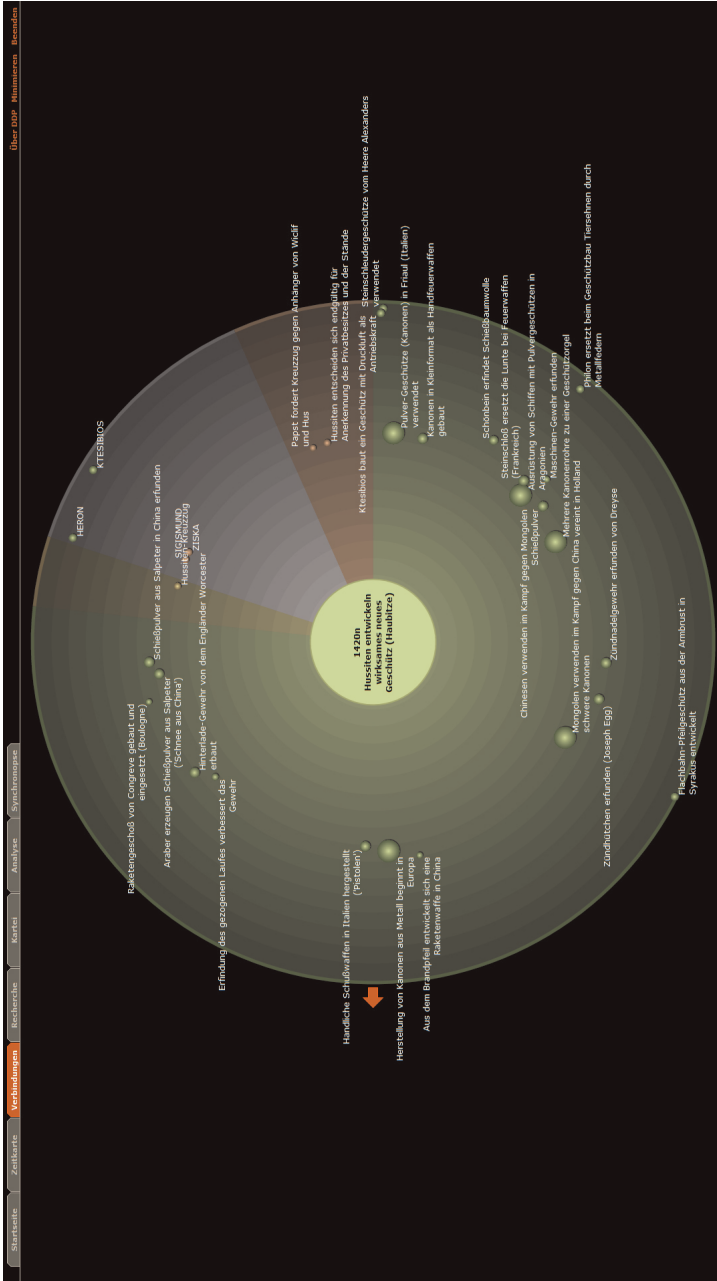 Startseite
Zeitkarte
Verbindungen
Recherche
Kartei
Analyse
Synchronopse
Über DDP
Minimieren
Beenden
HERON
KTESIBIOS
Raketengeschoß von Congreve gebaut und
eingesetzt (Boulogne)
Schießpulver aus Salpeter in China erfunden
Araber erzeugen Schießpulver aus Salpeter
('Schnee aus China')
SIGISMUND
Hussiten-Kreuzzug
ZISKA
Hinterlade-Gewehr von dem Engländer Worcester
erbaut
Erfindung des gezogenen Laufes verbessert das
Gewehr
Papst fordert Kreuzzug gegen Anhänger von Wiclif
und Hus
Hussiten entscheiden sich endgültig für
Anerkennung des Privatbesitzes und der Stände
Ktesibios baut ein Geschütz mit Druckluft als
Antriebskraft
Steinschleudergeschütze vom Heere Alexanders
verwendet
1420n
Hussiten entwickeln
wirksames neues
Geschütz (Haubitze)
Handliche Schußwaffen in Italien hergestellt
('Pistolen')
Herstellung von Kanonen aus Metall beginnt in
Europa
Aus dem Brandpfeil entwickelt sich eine
Raketenwaffe in China
Pulver-Geschütze (Kanonen) in Friaul (Italien)
verwendet
Kanonen in Kleinformat als Handfeuerwaffen
gebaut
Schönbein erfindet Schießbaumwolle
Steinschloß ersetzt die Lunte bei Feuerwaffen
(Frankreich)
Chinesen verwenden im Kampf gegen Mongolen
Schießpulver
Ausrüstung von Schiffen mit Pulvergeschützen in
Aragonien
Maschinen-Gewehr erfunden
Mehrere Kanonenrohre zu einer Geschützorgel
vereint in Holland
Mongolen verwenden im Kampf gegen China
schwere Kanonen
Philon ersetzt beim Geschützbau Tiersehnen durch
Metallfedern
Zündhütchen erfunden (Joseph Egg)
Zündnadelgewehr erfunden von Dreyse
Flachbahn-Pfeilgeschütz aus der Armbrust in
Syrakus entwickelt